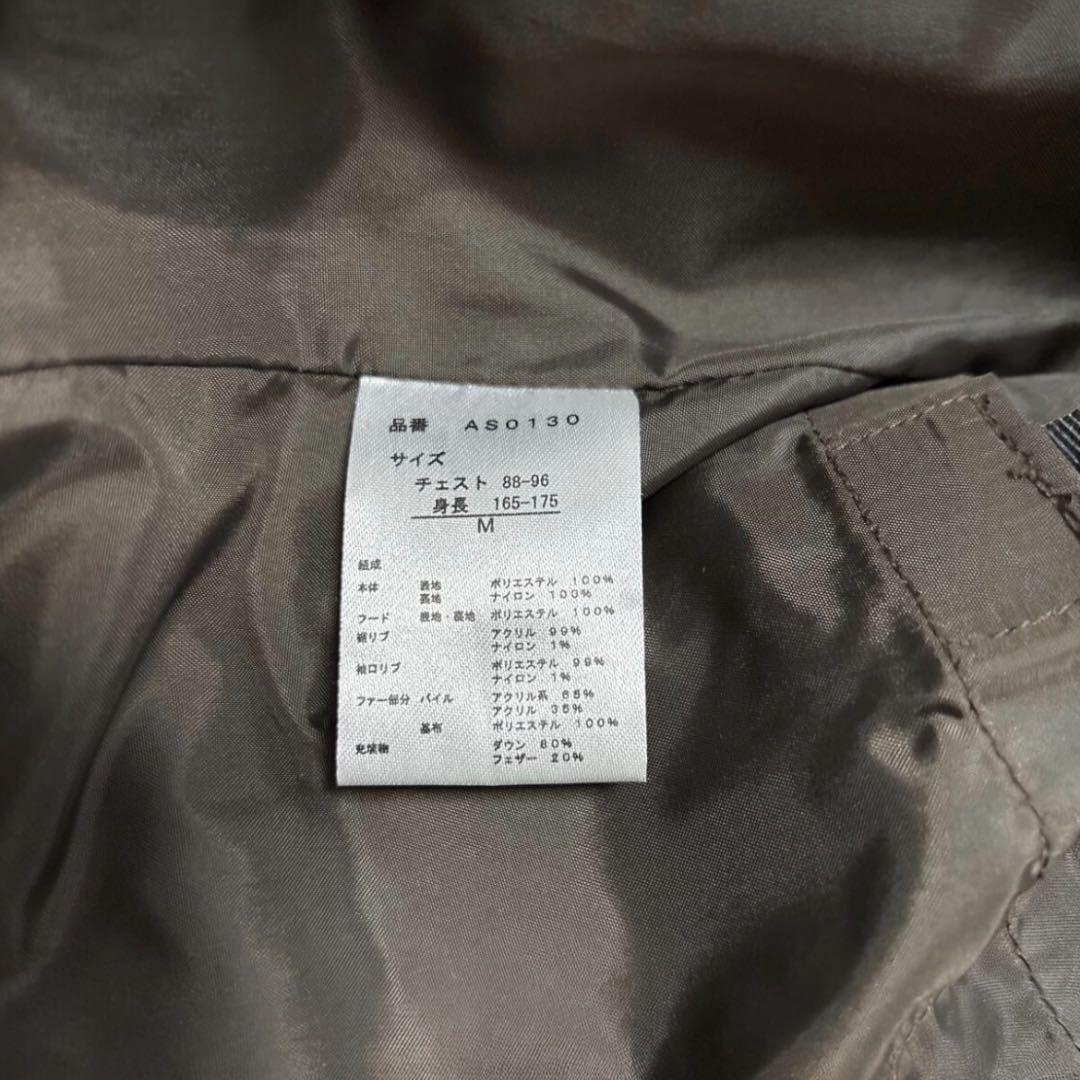 品番 AS0130
サイズ
チェスト 88-96
身長 165-175
M
組成
本体 表地 ポリエステル 100%
裏地 ナイロン 100%
フード 表地・裏地 ポリエステル 100%
裾リブ アクリル 99%
ナイロン 1%
袖口リブ ポリエステル 99%
ナイロン 1%
ファー部分 パイル アクリル系 65%
アクリル 35%
基布 ポリエステル 100%
充填物 ダウン 80%
フェザー 20%